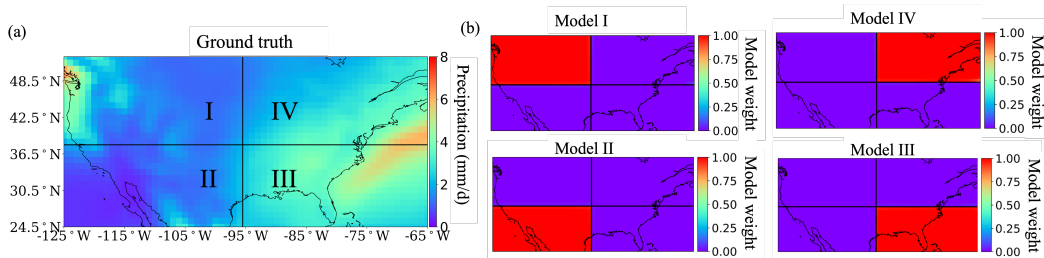 (a)
Ground truth
I
IV
II
III
48.5°N
42.5°N
36.5°N
30.5°N
24.5°N
-125°W
-115°W
-105°W
-95°W
-85°W
-75°W
-65°W
8
6
4
2
0
Precipitation (mm/d)
(b)
Model I
1.00
0.75
0.50
0.25
0.00
Model weight
Model IV
1.00
0.75
0.50
0.25
0.00
Model weight
Model II
1.00
0.75
0.50
0.25
0.00
Model weight
Model III
1.00
0.75
0.50
0.25
0.00
Model weight